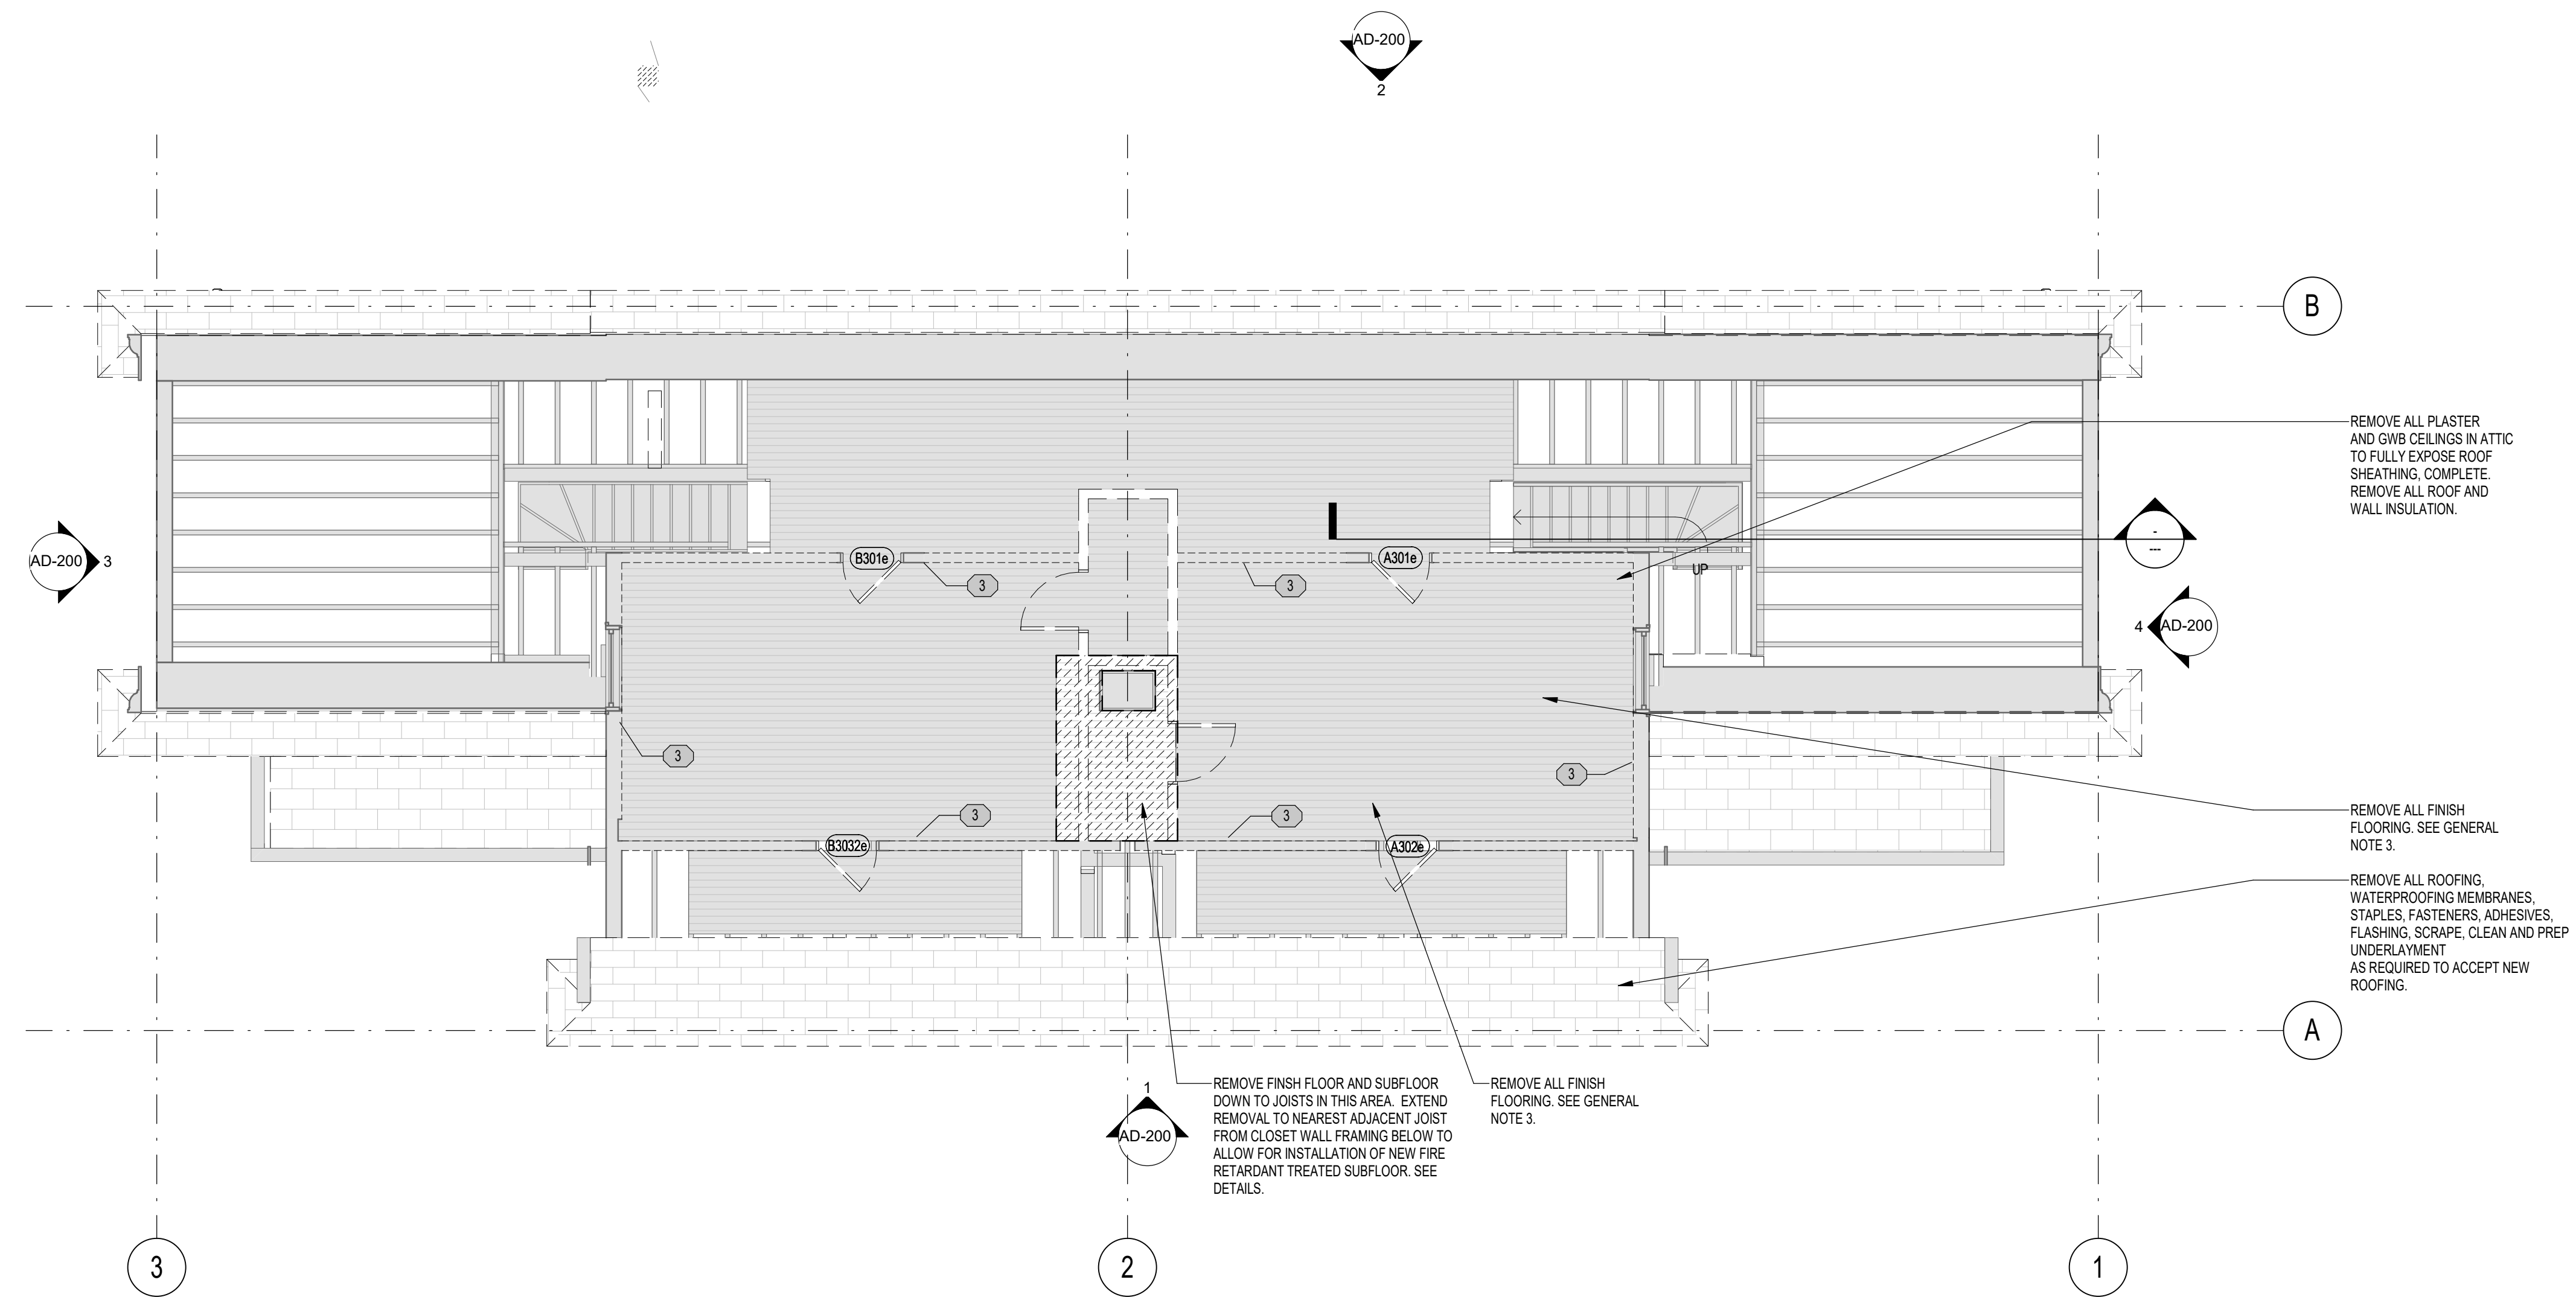 AD-200
2
B
REMOVE ALL PLASTER
AND GWB CEILINGS IN ATTIC
TO FULLY EXPOSE ROOF
SHEATHING, COMPLETE.
REMOVE ALL ROOF AND
WALL INSULATION.
AD-200 3
B301e
A301e
-
---
UP
3
3
4 AD-200
3
3
3
3
B3032e
A302e
REMOVE ALL FINISH
FLOORING. SEE GENERAL
NOTE 3.
REMOVE ALL ROOFING,
WATERPROOFING MEMBRANES,
STAPLES, FASTENERS, ADHESIVES,
FLASHING, SCRAPE, CLEAN AND PREP
UNDERLAYMENT
AS REQUIRED TO ACCEPT NEW
ROOFING.
A
1
AD-200
REMOVE FINSH FLOOR AND SUBFLOOR
DOWN TO JOISTS IN THIS AREA. EXTEND
REMOVAL TO NEAREST ADJACENT JOIST
FROM CLOSET WALL FRAMING BELOW TO
ALLOW FOR INSTALLATION OF NEW FIRE
RETARDANT TREATED SUBFLOOR. SEE
DETAILS.
REMOVE ALL FINISH
FLOORING. SEE GENERAL
NOTE 3.
3
2
1